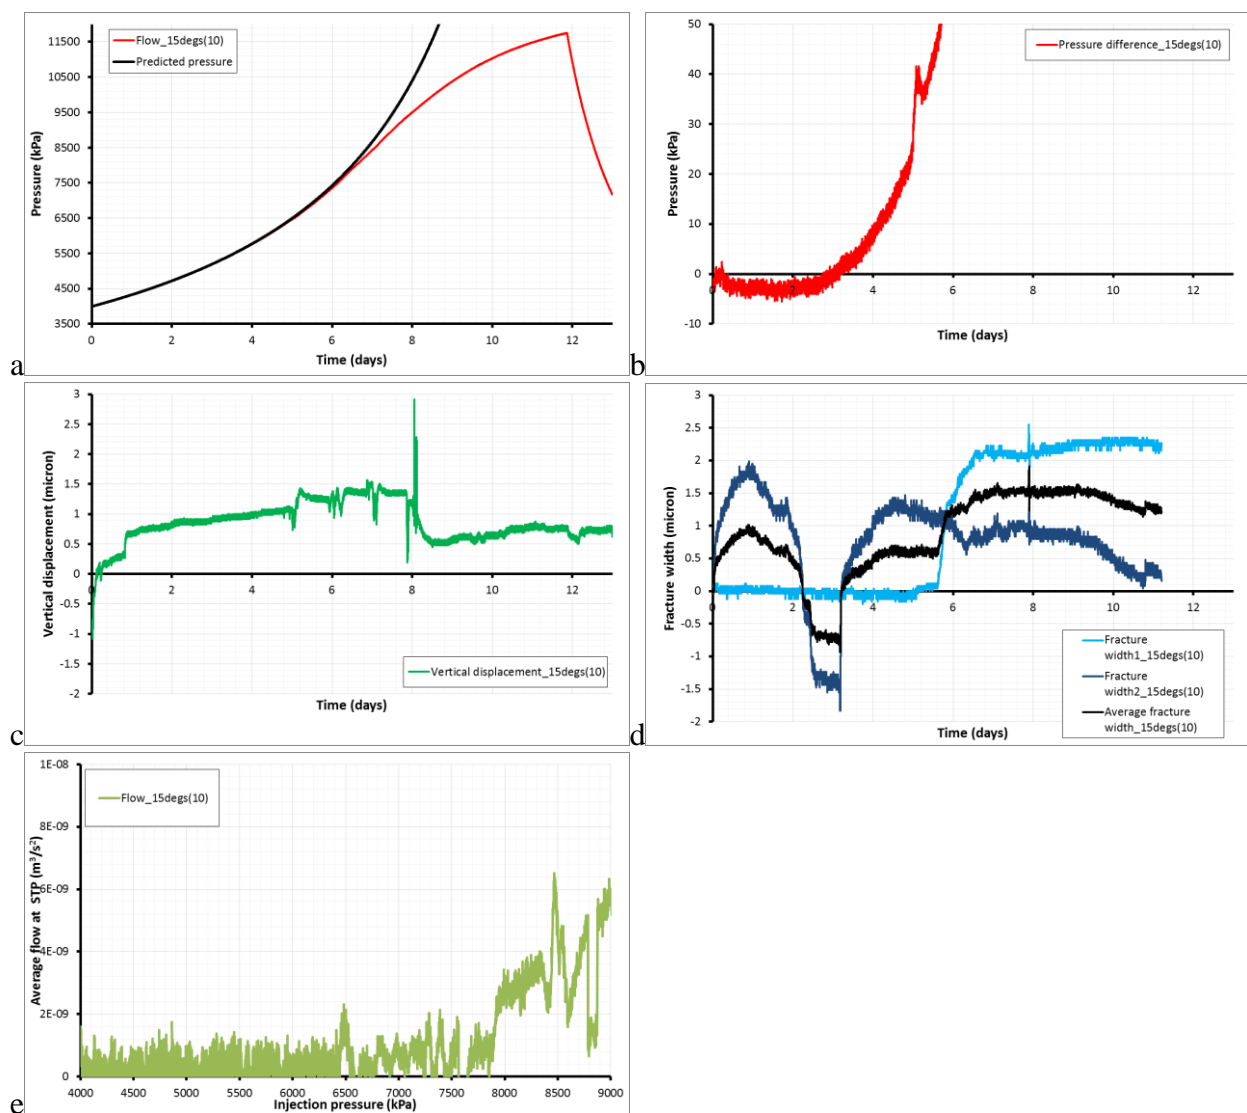 11500
10500
9500
8500
7500
6500
5500
4500
3500
Pressure (kPa)
Flow_15degs(10)
Predicted pressure
0 2 4 6 8 10 12
Time (days)
a
50
40
30
20
10
0
-10
Pressure (kPa)
Pressure difference_15degs(10)
0 2 4 6 8 10 12
Time (days)
b
3
2.5
2
1.5
1
0.5
0
-0.5
-1
-1.5
-2
Vertical displacement (micron)
0 2 4 6 8 10 12
Vertical displacement_15degs(10)
Time (days)
c
3
2.5
2
1.5
1
0.5
0
-0.5
-1
-1.5
-2
Fracture width (micron)
0 2 4 6 8 10 12
Fracture
width1_15degs(10)
Fracture
width2_15degs(10)
Average fracture
width_15degs(10)
Time (days)
d
1E-08
8E-09
6E-09
4E-09
2E-09
0
Average flow at STP (m³/s²)
Flow_15degs(10)
4000 4500 5000 5500 6000 6500 7000 7500 8000 8500 9000
Injection pressure (kPa)
e